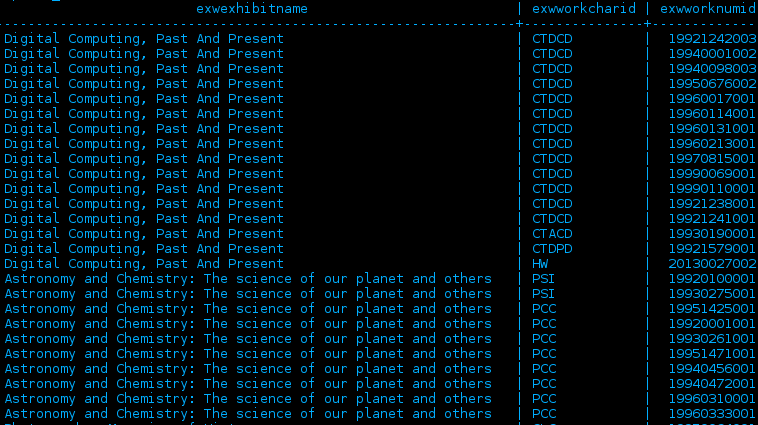 exwexhibitname | exwworkcharid | exwworknumid
Digital Computing, Past And Present | CTDCD | 19921242003
Digital Computing, Past And Present | CTDCD | 19940001002
Digital Computing, Past And Present | CTDCD | 19940098003
Digital Computing, Past And Present | CTDCD | 19950676002
Digital Computing, Past And Present | CTDCD | 19960017001
Digital Computing, Past And Present | CTDCD | 19960114001
Digital Computing, Past And Present | CTDCD | 19960131001
Digital Computing, Past And Present | CTDCD | 19960213001
Digital Computing, Past And Present | CTDCD | 19970815001
Digital Computing, Past And Present | CTDCD | 19990069001
Digital Computing, Past And Present | CTDCD | 19990110001
Digital Computing, Past And Present | CTDCD | 19921238001
Digital Computing, Past And Present | CTDCD | 19921241001
Digital Computing, Past And Present | CTACD | 19930190001
Digital Computing, Past And Present | CTDPD | 19921579001
Digital Computing, Past And Present | HW | 20130027002
Astronomy and Chemistry: The science of our planet and others | PSI | 19920100001
Astronomy and Chemistry: The science of our planet and others | PSI | 19930275001
Astronomy and Chemistry: The science of our planet and others | PCC | 19951425001
Astronomy and Chemistry: The science of our planet and others | PCC | 19920001001
Astronomy and Chemistry: The science of our planet and others | PCC | 19930261001
Astronomy and Chemistry: The science of our planet and others | PCC | 19951471001
Astronomy and Chemistry: The science of our planet and others | PCC | 19940456001
Astronomy and Chemistry: The science of our planet and others | PCC | 19940472001
Astronomy and Chemistry: The science of our planet and others | PCC | 19960310001
Astronomy and Chemistry: The science of our planet and others | PCC | 19960333001